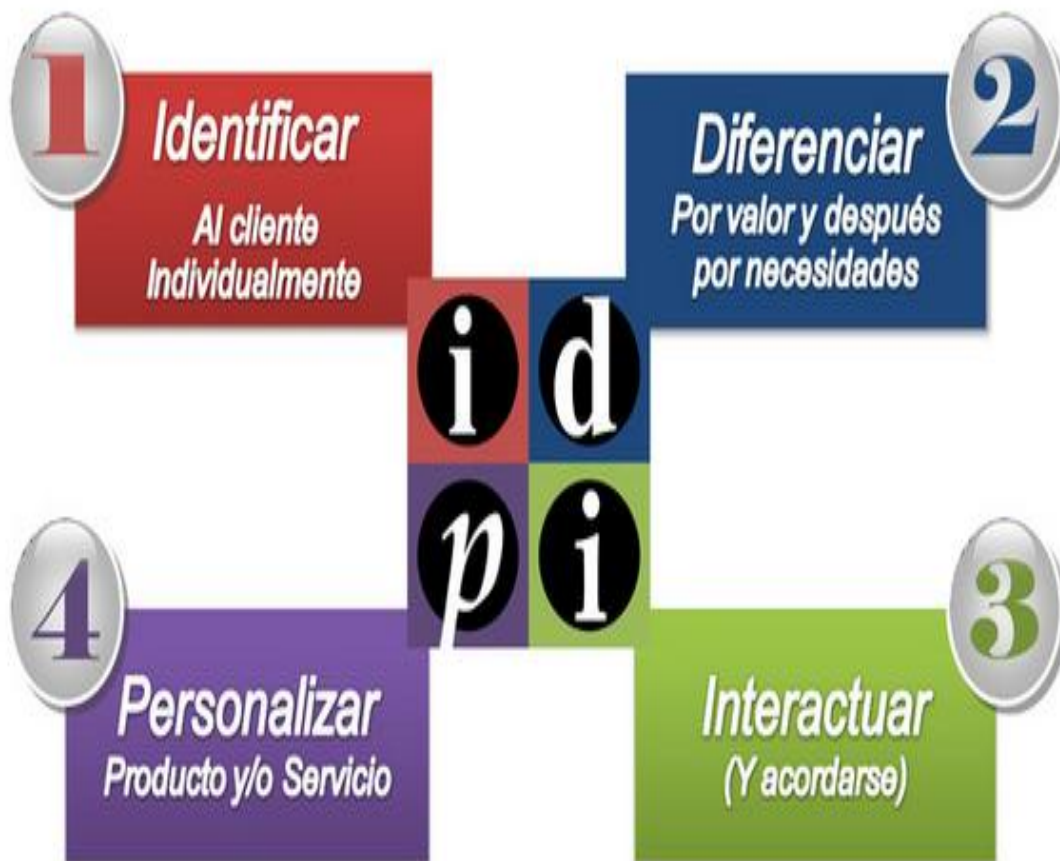 1
Identificar
Al cliente
Individualmente
2
Diferenciar
Por valor y después
por necesidades
i d
p i
4
Personalizar
Producto y/o Servicio
3
Interactuar
(Y acordarse)